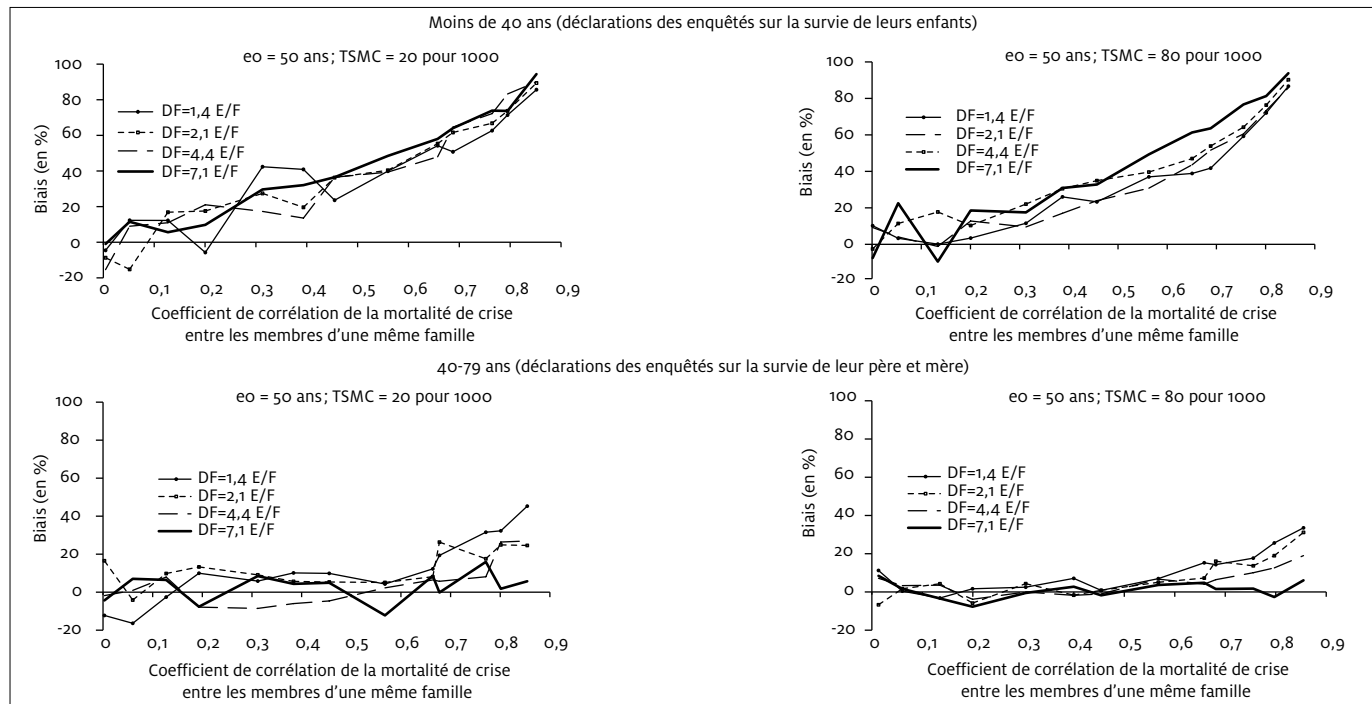 Moins de 40 ans (déclarations des enquêtés sur la survie de leurs enfants)
e0 = 50 ans; TSMC = 20 pour 1000
Biais (en %)
100
80
60
40
20
0
-20
DF=1,4 E/F
DF=2,1 E/F
DF=4,4 E/F
DF=7,1 E/F
0 0,1 0,2 0,3 0,4 0,5 0,6 0,7 0,8 0,9
Coefficient de corrélation de la mortalité de crise
entre les membres d'une même famille
e0 = 50 ans; TSMC = 80 pour 1000
Biais (en %)
100
80
60
40
20
0
-20
DF=1,4 E/F
DF=2,1 E/F
DF=4,4 E/F
DF=7,1 E/F
0 0,1 0,2 0,3 0,4 0,5 0,6 0,7 0,8 0,9
Coefficient de corrélation de la mortalité de crise
entre les membres d'une même famille
40-79 ans (déclarations des enquêtés sur la survie de leur père et mère)
e0 = 50 ans; TSMC = 20 pour 1000
Biais (en %)
100
80
60
40
20
0
-20
DF=1,4 E/F
DF=2,1 E/F
DF=4,4 E/F
DF=7,1 E/F
0 0,1 0,2 0,3 0,4 0,5 0,6 0,7 0,8 0,9
Coefficient de corrélation de la mortalité de crise
entre les membres d'une même famille
e0 = 50 ans; TSMC = 80 pour 1000
Biais (en %)
100
80
60
40
20
0
-20
DF=1,4 E/F
DF=2,1 E/F
DF=4,4 E/F
DF=7,1 E/F
0 0,1 0,2 0,3 0,4 0,5 0,6 0,7 0,8 0,9
Coefficient de corrélation de la mortalité de crise
entre les membres d'une même famille